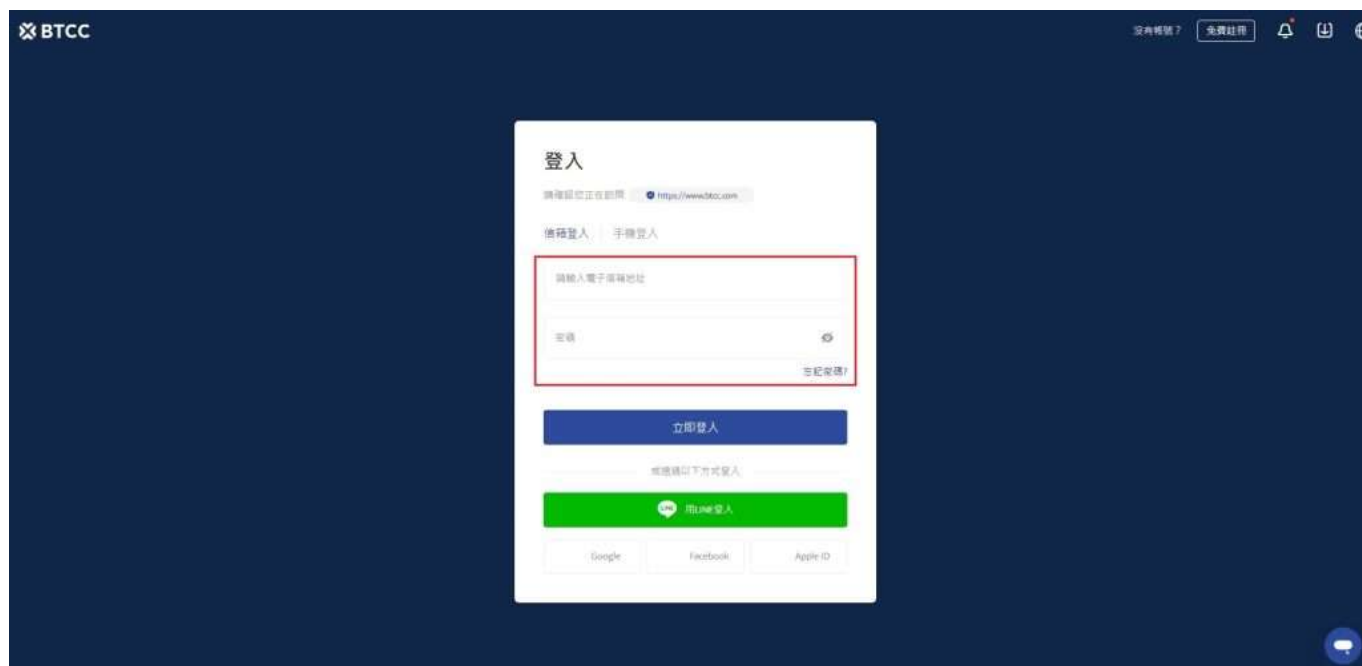 BTCC
沒有帳號？ 免費註冊
登入
請確認您正在訪問 https://www.btcc.com
信箱登入 手機登入
請輸入電子信箱地址
密碼
忘記密碼?
立即登入
或透過以下方式登入
LINE 用LINE登入
Google Facebook Apple ID